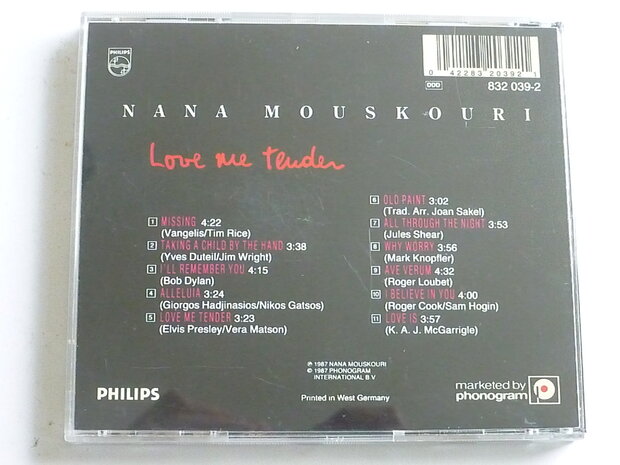 PHILIPS
0 42283 20392 1
DDD
832 039-2
NANA MOUSKOURI
Love me tender
1 MISSING 4:22
(Vangelis/Tim Rice)
2 TAKING A CHILD BY THE HAND 3:38
(Yves Duteil/Jim Wright)
3 I'LL REMEMBER YOU 4:15
(Bob Dylan)
4 ALLELUIA 3:24
(Giorgos Hadjinasios/Nikos Gatsos)
5 LOVE ME TENDER 3:23
(Elvis Presley/Vera Matson)
6 OLD PAINT 3:02
(Trad. Arr. Joan Sakel)
7 ALL THROUGH THE NIGHT 3:53
(Jules Shear)
8 WHY WORRY 3:56
(Mark Knopfler)
9 AVE VERUM 4:32
(Roger Loubet)
10 I BELIEVE IN YOU 4:00
(Roger Cook/Sam Hogin)
11 LOVE IS 3:57
(K. A. J. McGarrigle)
℗ 1987 NANA MOUSKOURI
© 1987 PHONOGRAM
INTERNATIONAL B V
Printed in West Germany
PHILIPS
marketed by
phonogram